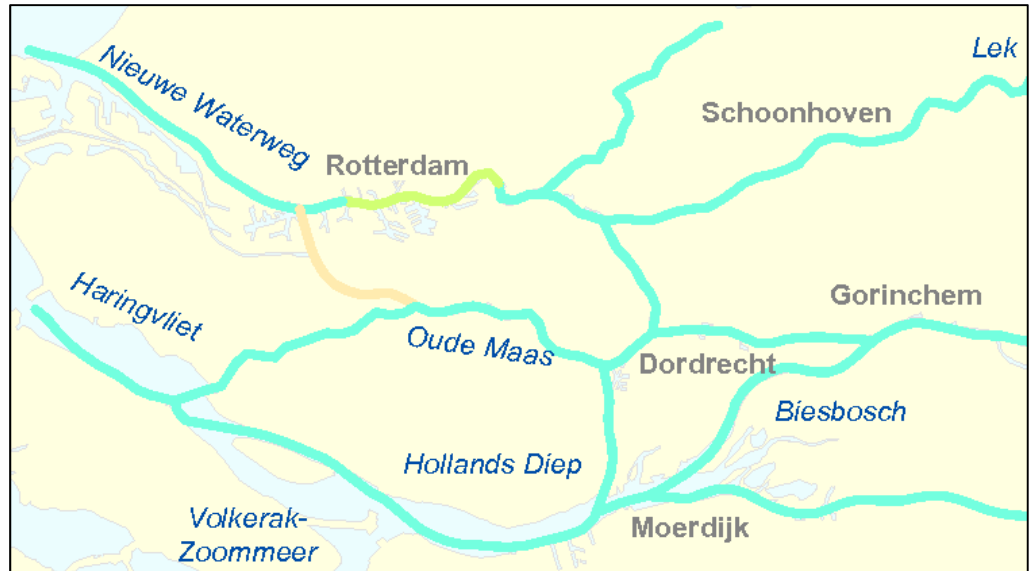 Lek
Nieuwe Waterweg
Schoonhoven
Rotterdam
Haringvliet
Gorinchem
Oude Maas
Dordrecht
Biesbosch
Hollands Diep
Volkerak-
Zoommeer
Moerdijk